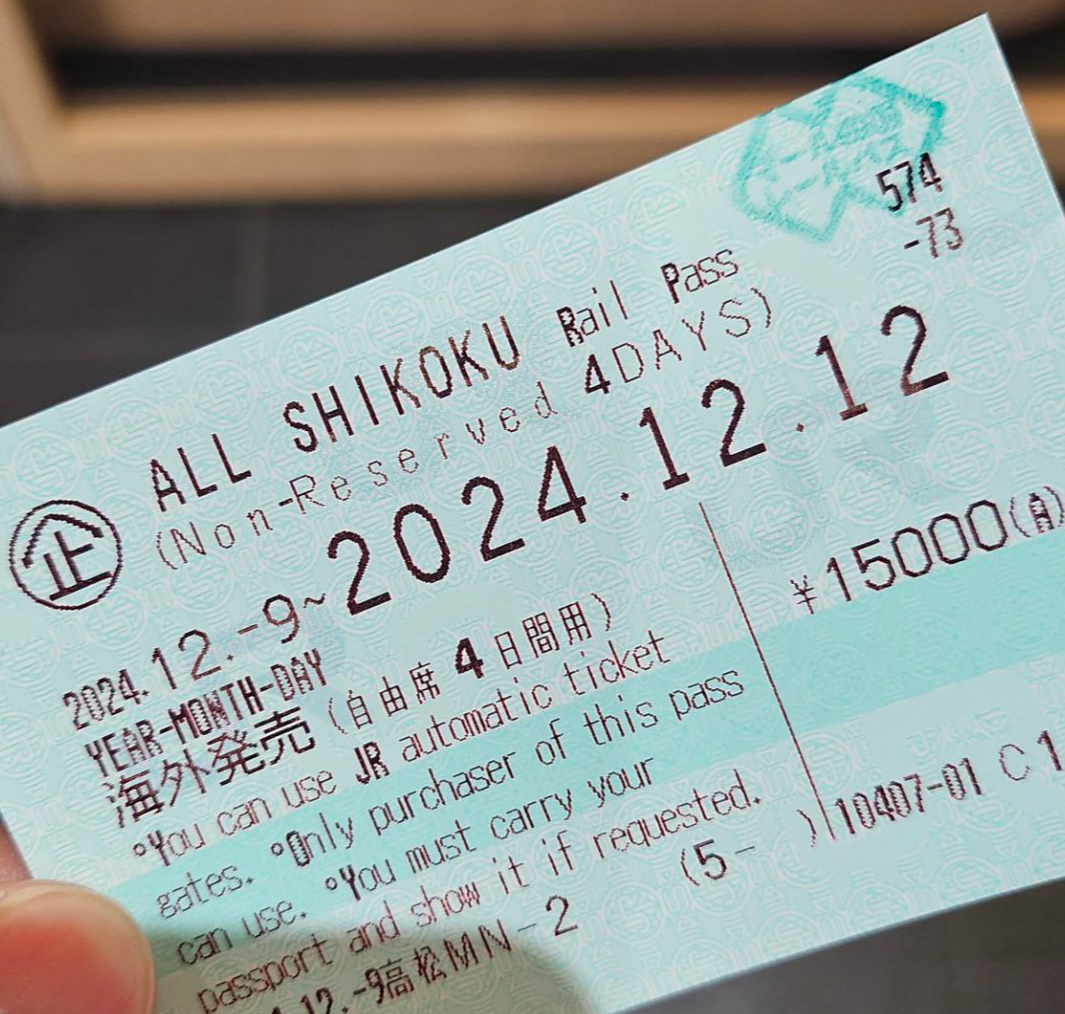 574
-73
企 ALL SHIKOKU Rail Pass
(Non-Reserved 4DAYS)
2024.12.-9~2024.12.12
YEAR-MONTH-DAY
¥15000
海外発売 (自由席 4 日間用)
°You can use JR automatic ticket
gates. °Only purchaser of this pass
can use. °You must carry your
passport and show it if requested.
12.-9高松MN-2 (5- ) 10407-01 C 1